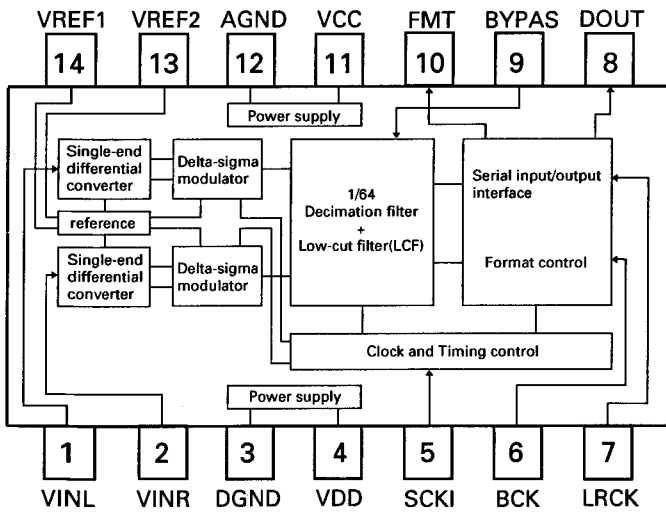 VREF1 VREF2 AGND VCC FMT BYPAS DOUT
14 13 12 11 10 9 8
Power supply
Single-end
differential
converter
Delta-sigma
modulator
reference
Single-end
differential
converter
Delta-sigma
modulator
1/64
Decimation filter
+
Low-cut filter(LCF)
Serial input/output
interface
Format control
Clock and Timing control
Power supply
1 2 3 4 5 6 7
VINL VINR DGND VDD SCKI BCK LRCK